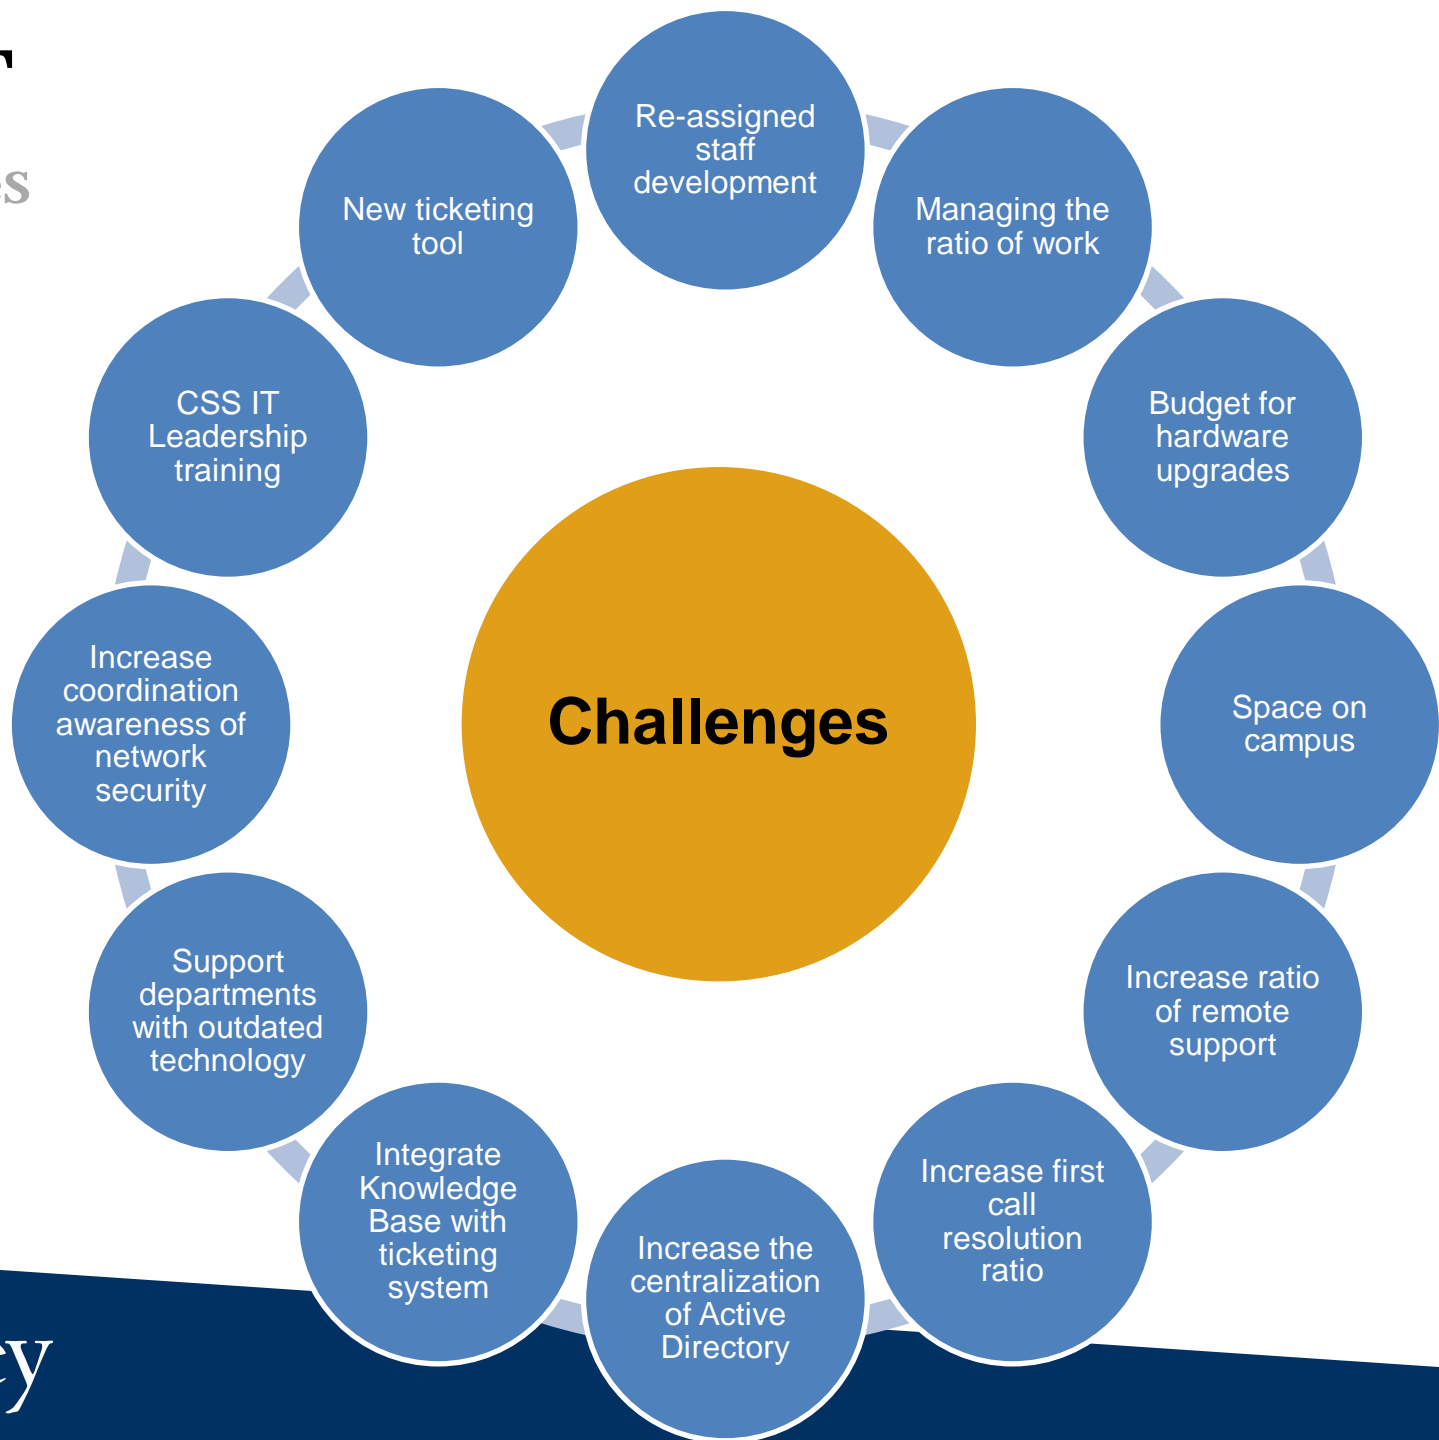 Re-assigned
staff
development
Managing the
ratio of work
Budget for
hardware
upgrades
Space on
campus
Increase ratio
of remote
support
Increase first
call
resolution
ratio
Increase the
centralization
of Active
Directory
Integrate
Knowledge
Base with
ticketing
system
Support
departments
with outdated
technology
Increase
coordination
awareness of
network
security
CSS IT
Leadership
training
New ticketing
tool
Challenges